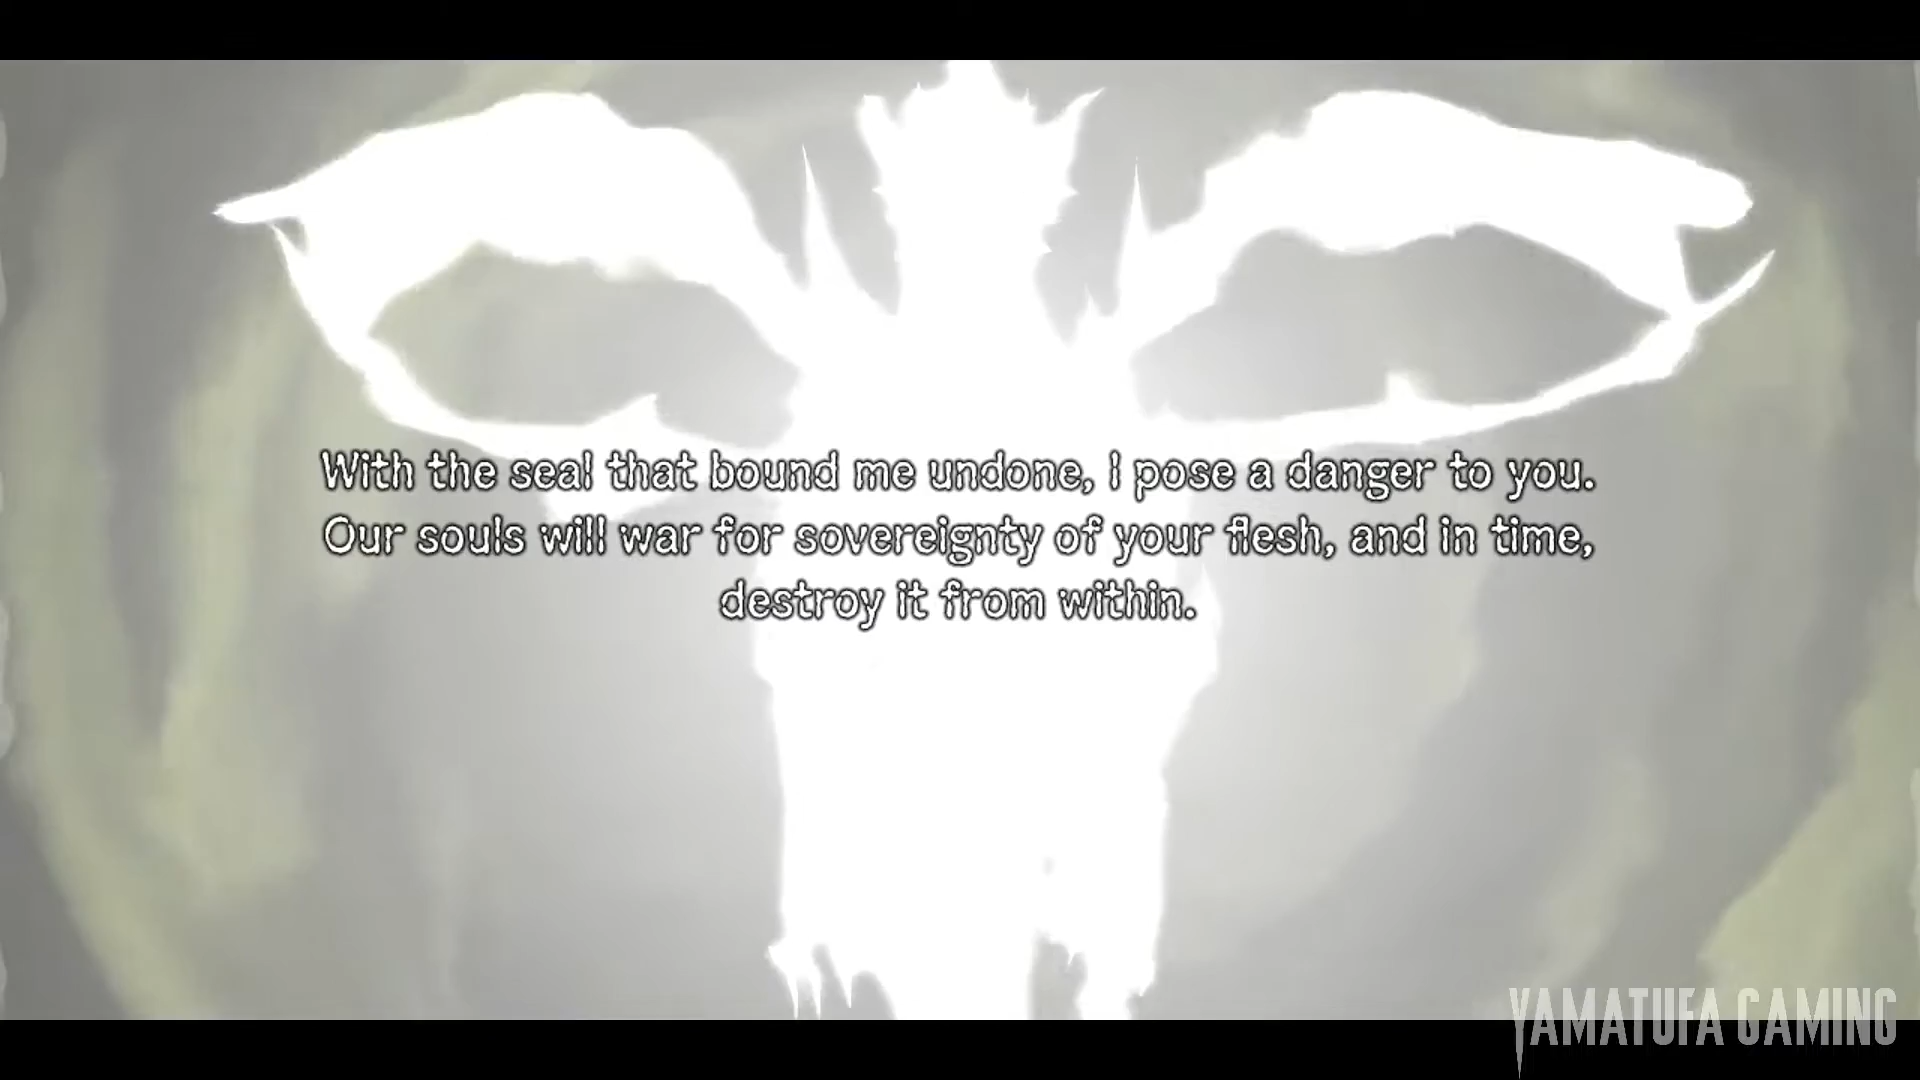 With the seal that bound me undone, I pose a danger to you.
Our souls will war for sovereignty of your flesh, and in time,
destroy it from within.
YAMATUFA GAMING